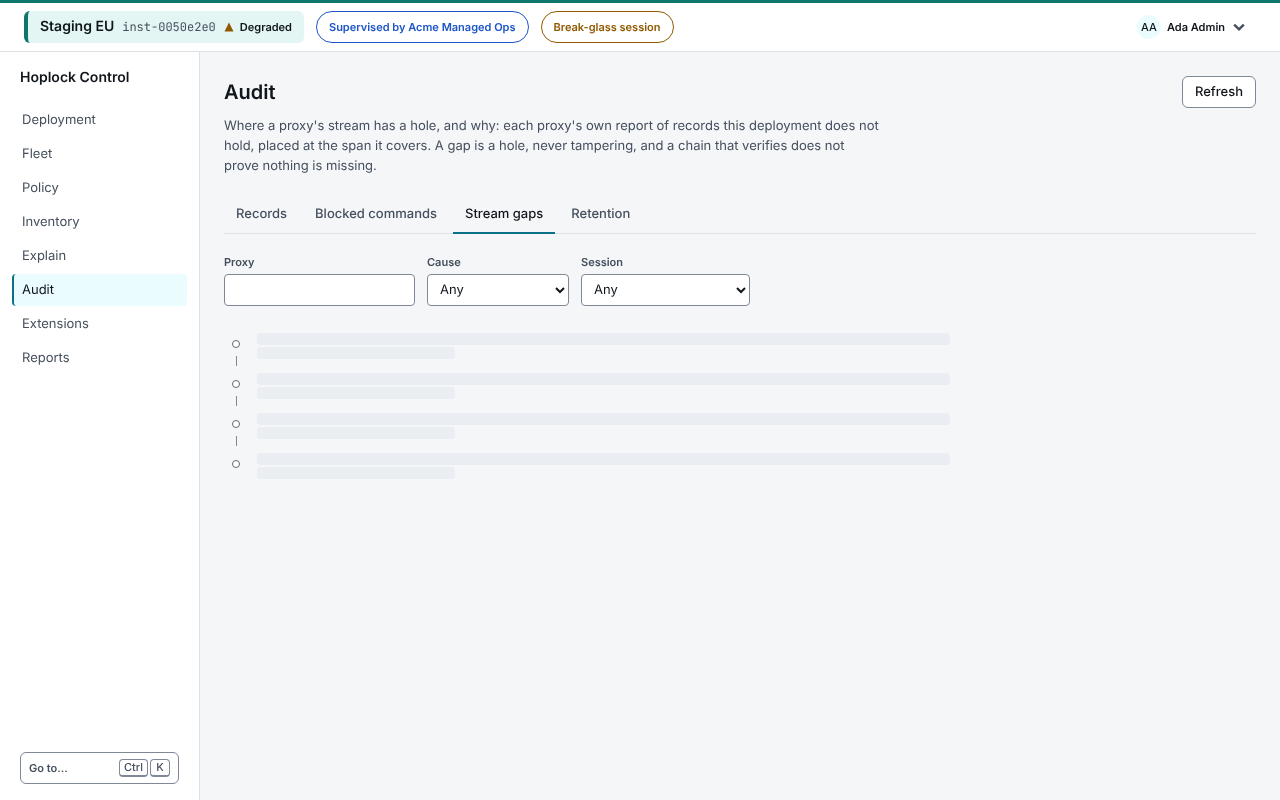 Staging EU inst-0050e2e0 Degraded Supervised by Acme Managed Ops Break-glass session AA Ada Admin
Hoplock Control
Deployment
Fleet
Policy
Inventory
Explain
Audit
Extensions
Reports
Go to... Ctrl K
Audit
Refresh
Where a proxy's stream has a hole, and why: each proxy's own report of records this deployment does not
hold, placed at the span it covers. A gap is a hole, never tampering, and a chain that verifies does not
prove nothing is missing.
Records Blocked commands Stream gaps Retention
Proxy Cause Session
Any Any